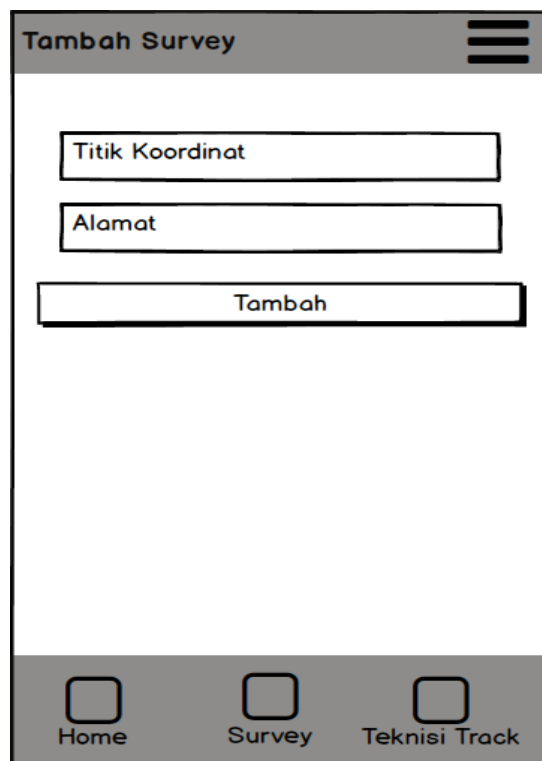 Tambah Survey
Titik Koordinat
Alamat
Tambah
Home Survey Teknisi Track